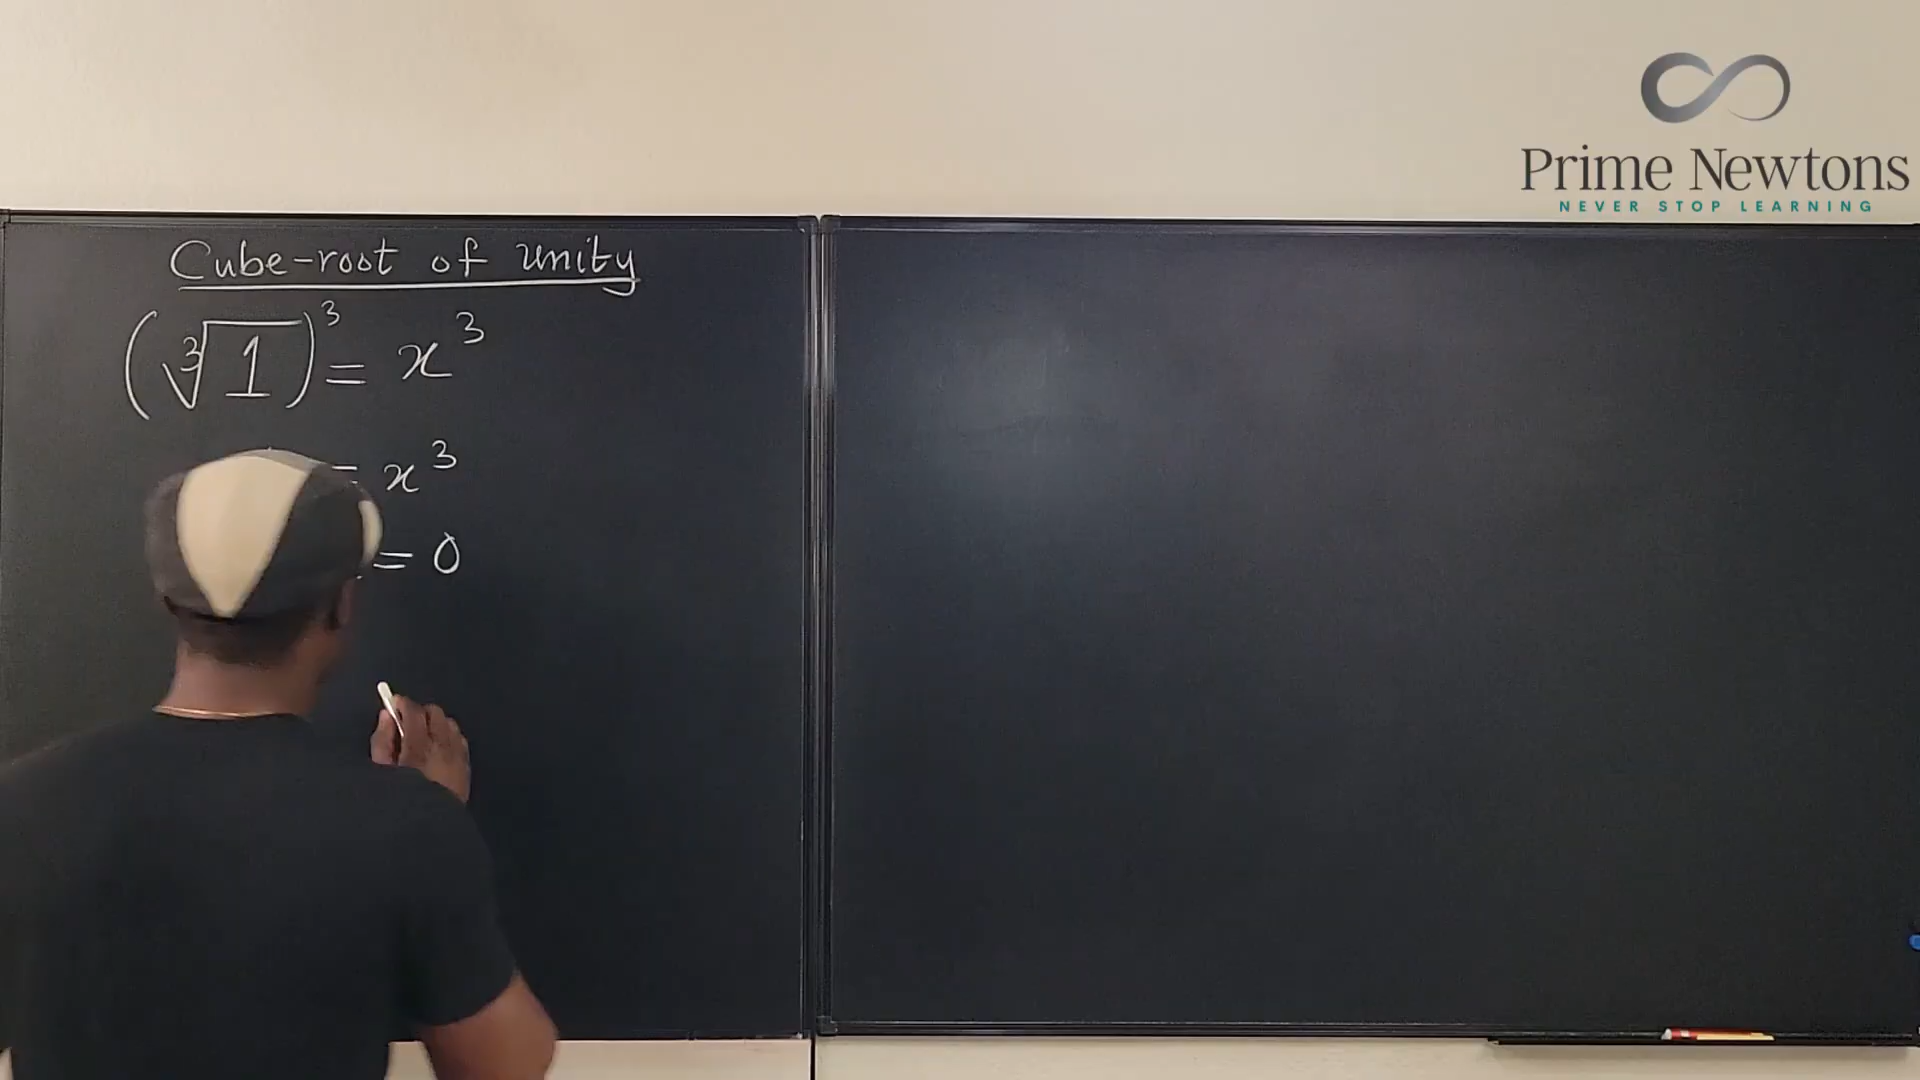 Prime Newtons
NEVER STOP LEARNING
Cube-root of unity
(∛1)³ = x³
= x³
= 0